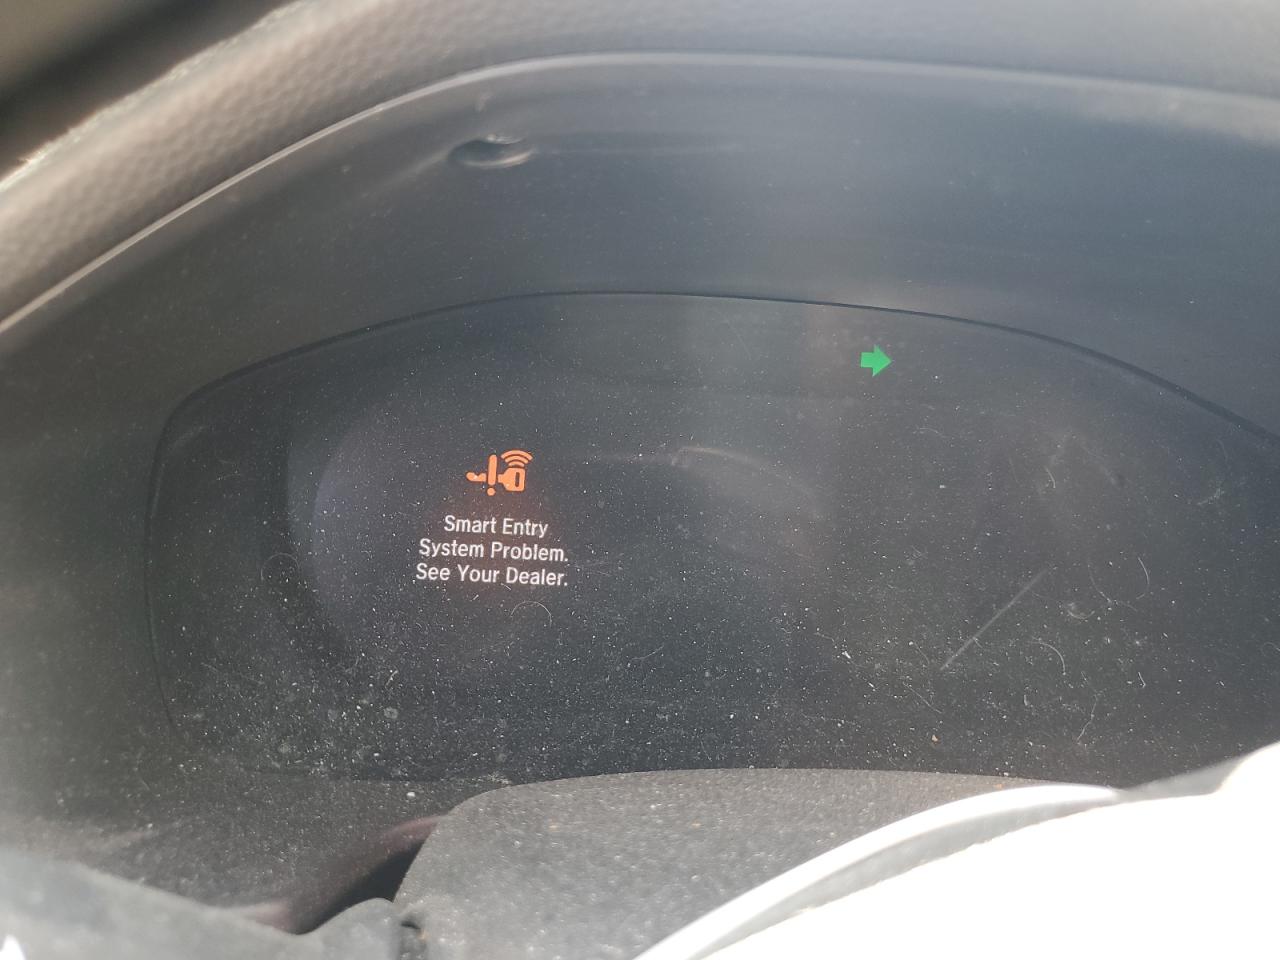 Smart Entry
System Problem.
See Your Dealer.